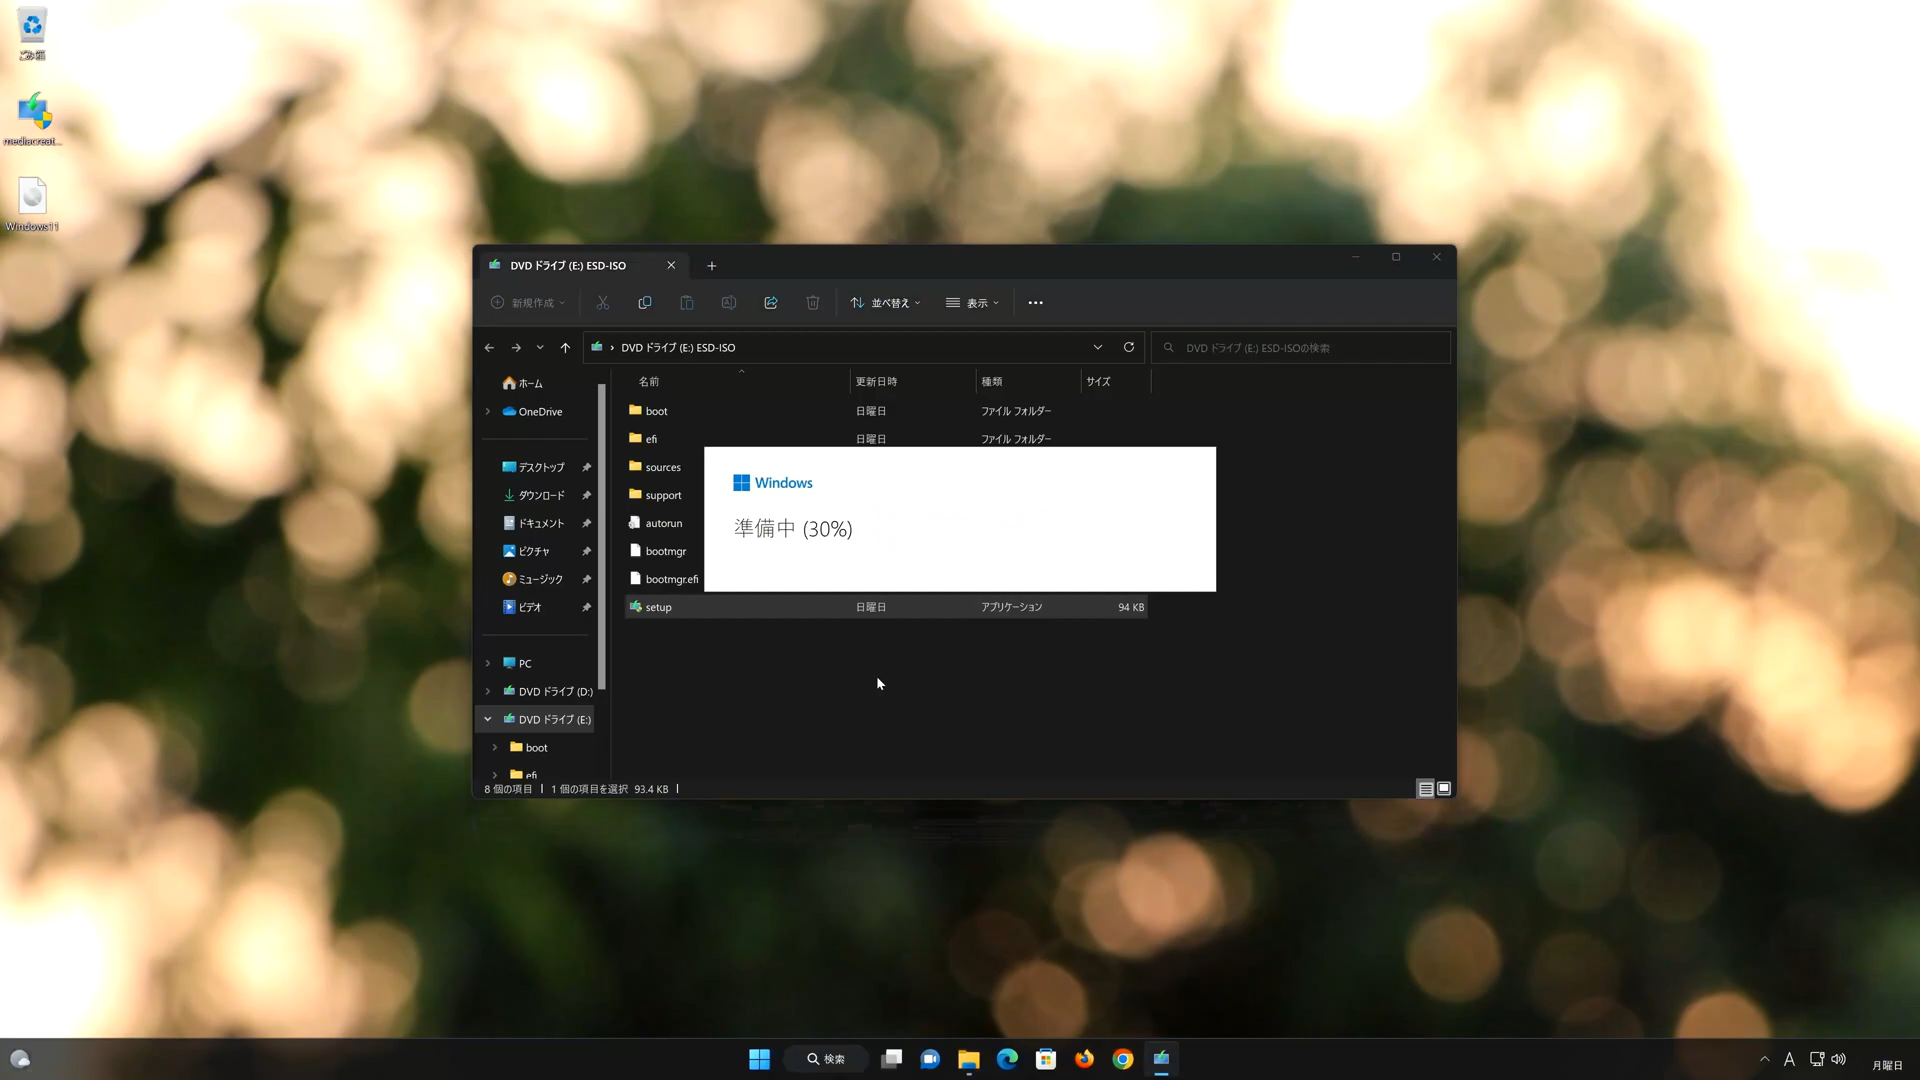 ごみ箱
mediacreat...
Windows11
DVD ドライブ (E:) ESD-ISO
新規作成
並べ替え
表示
DVD ドライブ (E:) ESD-ISO
DVD ドライブ (E:) ESD-ISOの検索
ホーム
OneDrive
デスクトップ
ダウンロード
ドキュメント
ピクチャ
ミュージック
ビデオ
PC
DVD ドライブ (D:)
DVD ドライブ (E:)
boot
efi
名前 更新日時 種類 サイズ
boot 日曜日 ファイル フォルダー
efi 日曜日 ファイル フォルダー
sources
support
autorun
bootmgr
bootmgr.efi
setup 日曜日 アプリケーション 94 KB
Windows
準備中 (30%)
8 個の項目 1 個の項目を選択 93.4 KB
検索
A
月曜日